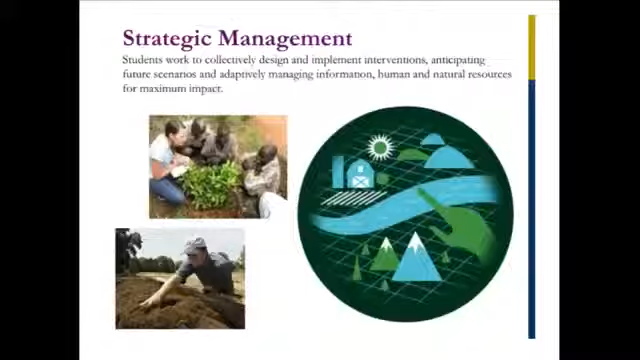 Strategic Management
Students work to collectively design and implement interventions, anticipating
future scenarios and adaptively managing information, human and natural resources
for maximum impact.